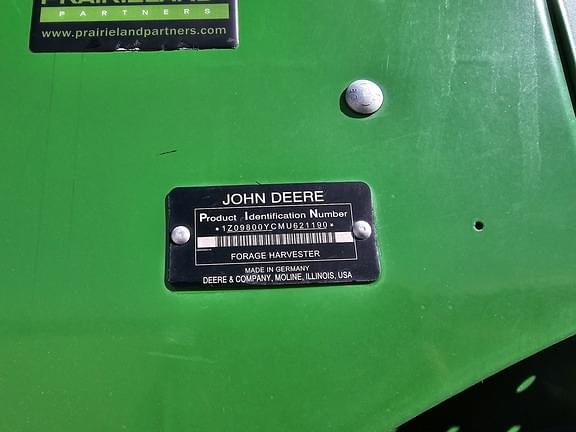 PRAIRIELAND
PARTNERS
www.prairielandpartners.com
JOHN DEERE
Product Identification Number
*1Z09800YCMU621190*
FORAGE HARVESTER
MADE IN GERMANY
DEERE & COMPANY, MOLINE, ILLINOIS, USA